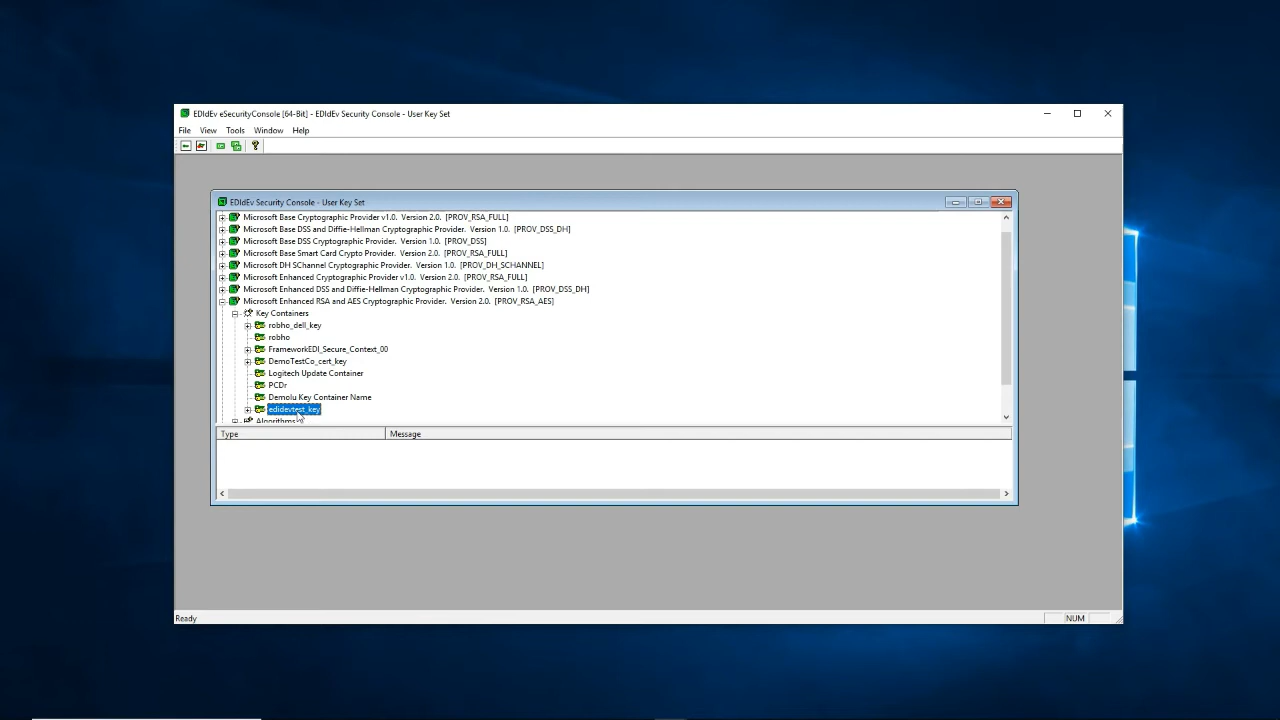 EDIdEv eSecurityConsole [64-Bit] - EDIdEv Security Console - User Key Set
File View Tools Window Help
EDIdEv Security Console - User Key Set
Microsoft Base Cryptographic Provider v1.0. Version 2.0. [PROV_RSA_FULL]
Microsoft Base DSS and Diffie-Hellman Cryptographic Provider. Version 1.0. [PROV_DSS_DH]
Microsoft Base DSS Cryptographic Provider. Version 1.0. [PROV_DSS]
Microsoft Base Smart Card Crypto Provider. Version 2.0. [PROV_RSA_FULL]
Microsoft DH SChannel Cryptographic Provider. Version 1.0. [PROV_DH_SCHANNEL]
Microsoft Enhanced Cryptographic Provider v1.0. Version 2.0. [PROV_RSA_FULL]
Microsoft Enhanced DSS and Diffie-Hellman Cryptographic Provider. Version 1.0. [PROV_DSS_DH]
Microsoft Enhanced RSA and AES Cryptographic Provider. Version 2.0. [PROV_RSA_AES]
Key Containers
robho_dell_key
robho
FrameworkEDI_Secure_Context_00
DemoTestCo_cert_key
Logitech Update Container
PCDr
Demolu Key Container Name
edidevtest_key
Algorithms
Type Message
Ready NUM